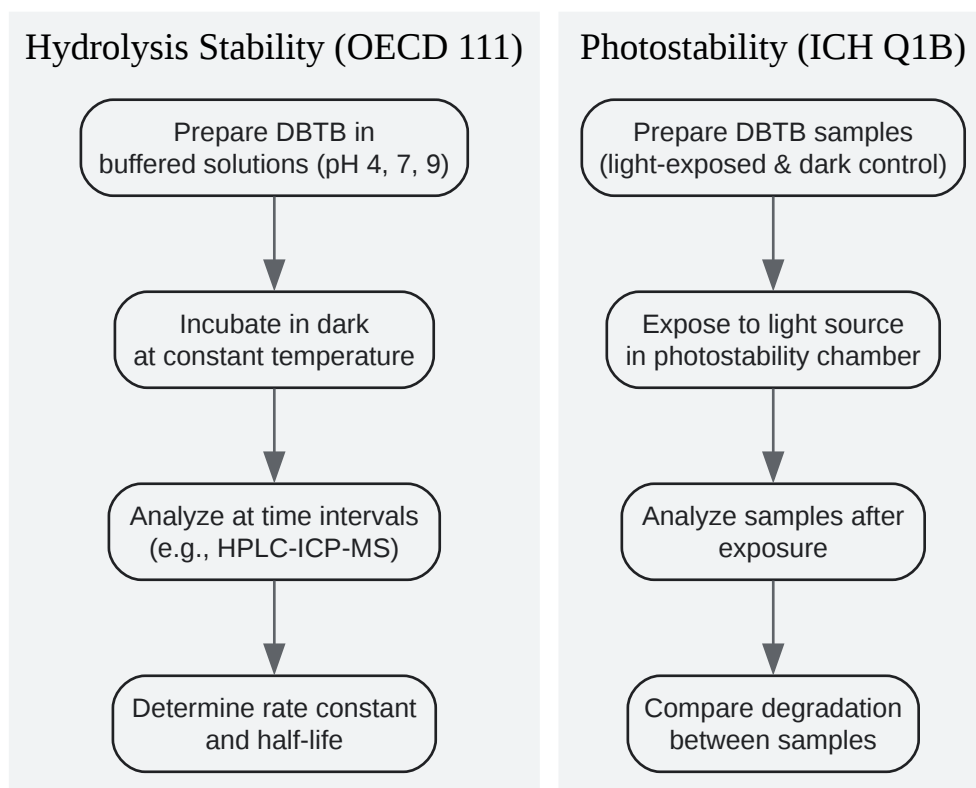 Hydrolysis Stability (OECD 111)
Prepare DBTB in
buffered solutions (pH 4, 7, 9)
Incubate in dark
at constant temperature
Analyze at time intervals
(e.g., HPLC-ICP-MS)
Determine rate constant
and half-life
Photostability (ICH Q1B)
Prepare DBTB samples
(light-exposed & dark control)
Expose to light source
in photostability chamber
Analyze samples after
exposure
Compare degradation
between samples